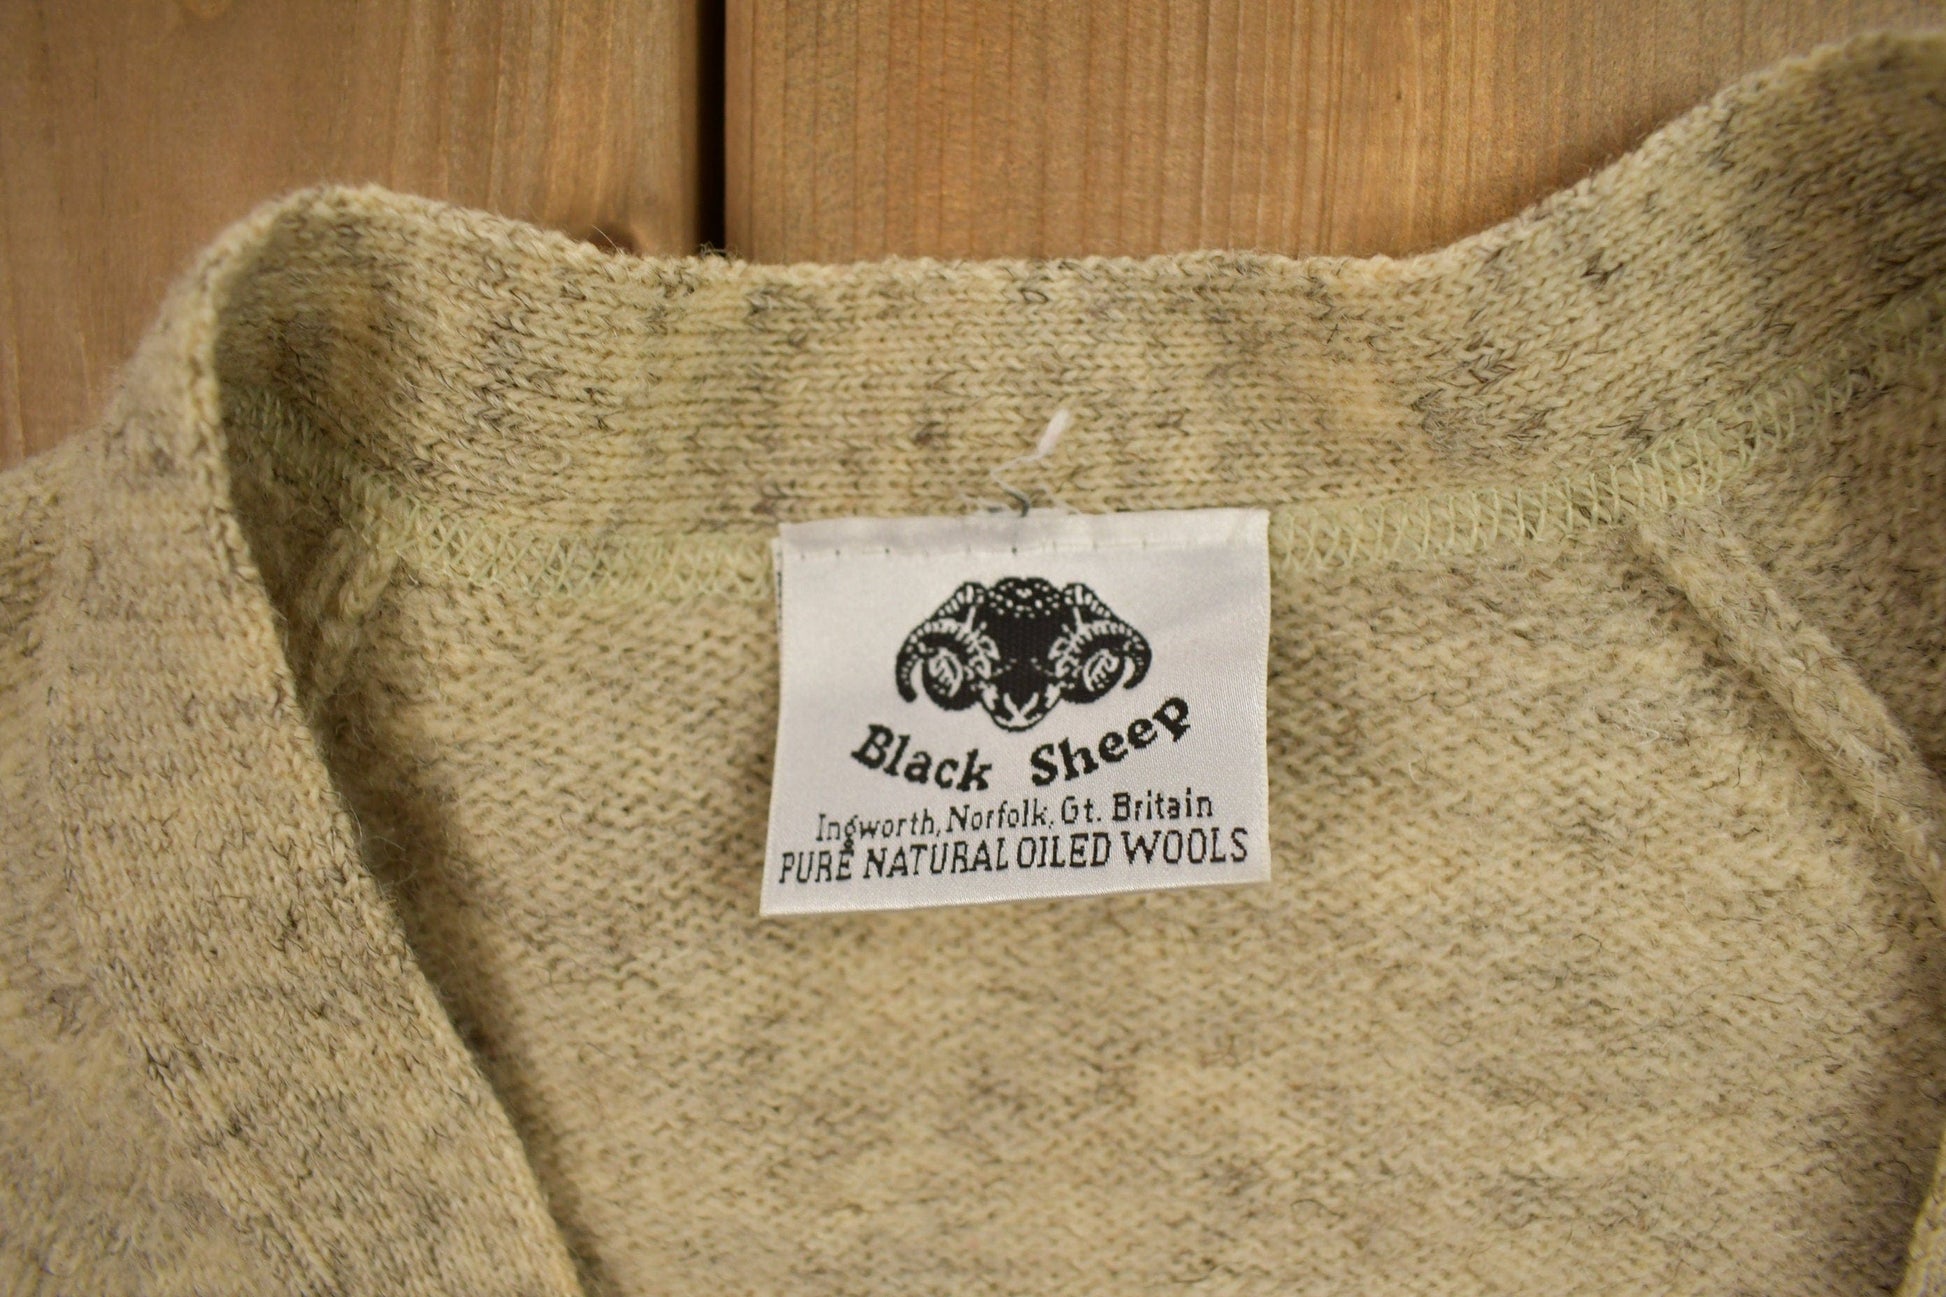 Black Sheep
Ingworth, Norfolk, Gt. Britain
PURE NATURAL OILED WOOLS